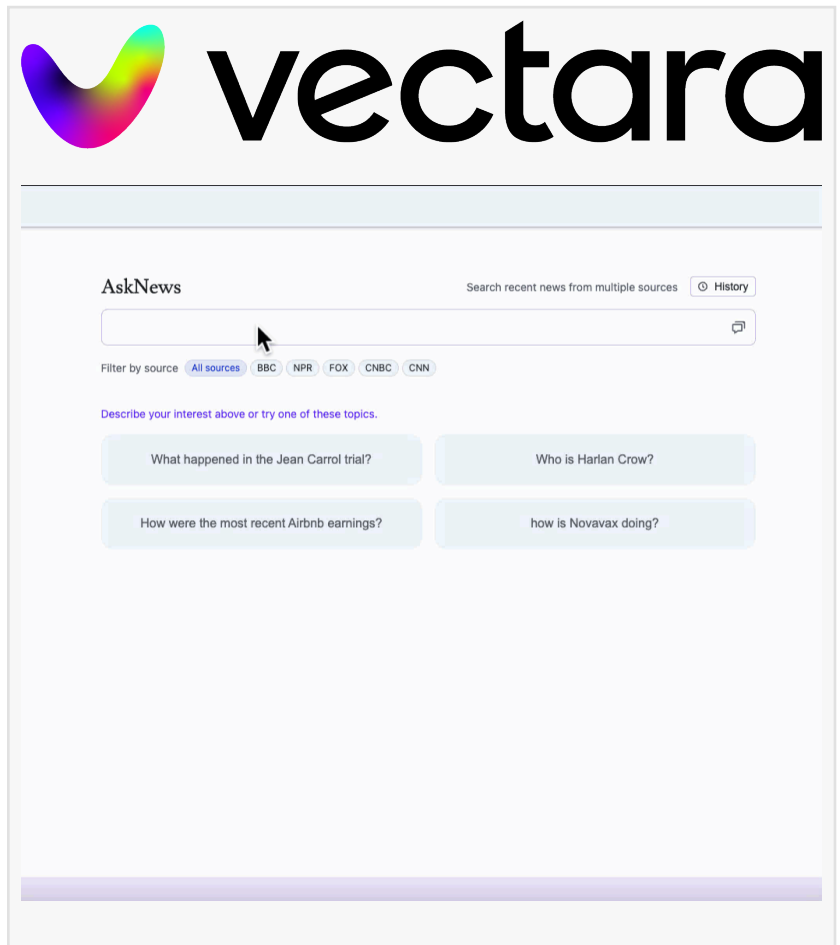 vectara
AskNews
Search recent news from multiple sources
History
Filter by source All sources BBC NPR FOX CNBC CNN
Describe your interest above or try one of these topics.
What happened in the Jean Carrol trial?
Who is Harlan Crow?
How were the most recent Airbnb earnings?
how is Novavax doing?